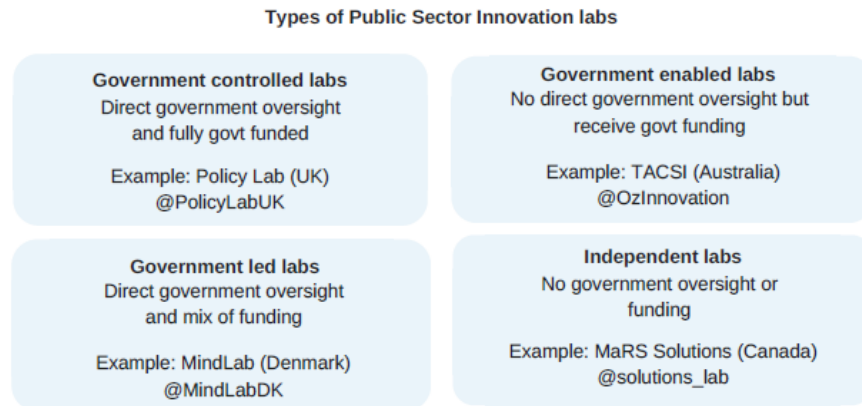 Types of Public Sector Innovation labs
Government controlled labs
Direct government oversight
and fully govt funded
Example: Policy Lab (UK)
@PolicyLabUK
Government enabled labs
No direct government oversight but
receive govt funding
Example: TACSI (Australia)
@OzInnovation
Government led labs
Direct government oversight
and mix of funding
Example: MindLab (Denmark)
@MindLabDK
Independent labs
No government oversight or
funding
Example: MaRS Solutions (Canada)
@solutions_lab